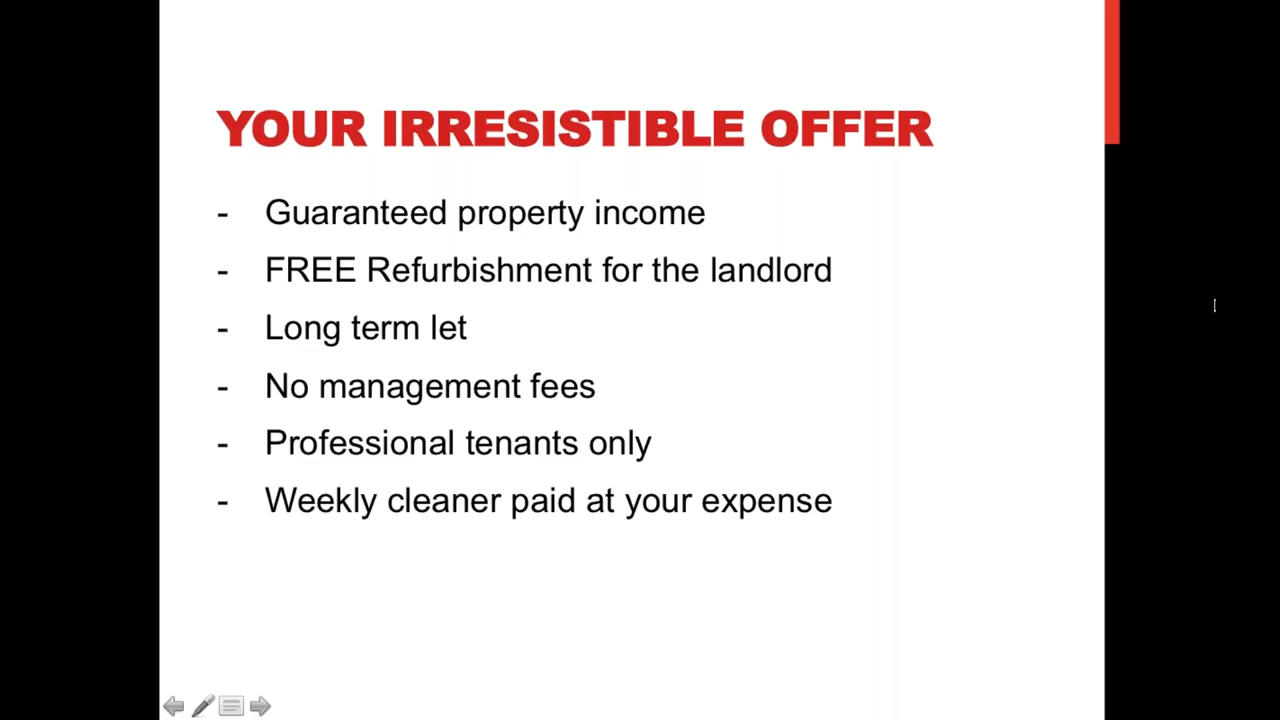 YOUR IRRESISTIBLE OFFER
- Guaranteed property income
- FREE Refurbishment for the landlord
- Long term let
- No management fees
- Professional tenants only
- Weekly cleaner paid at your expense